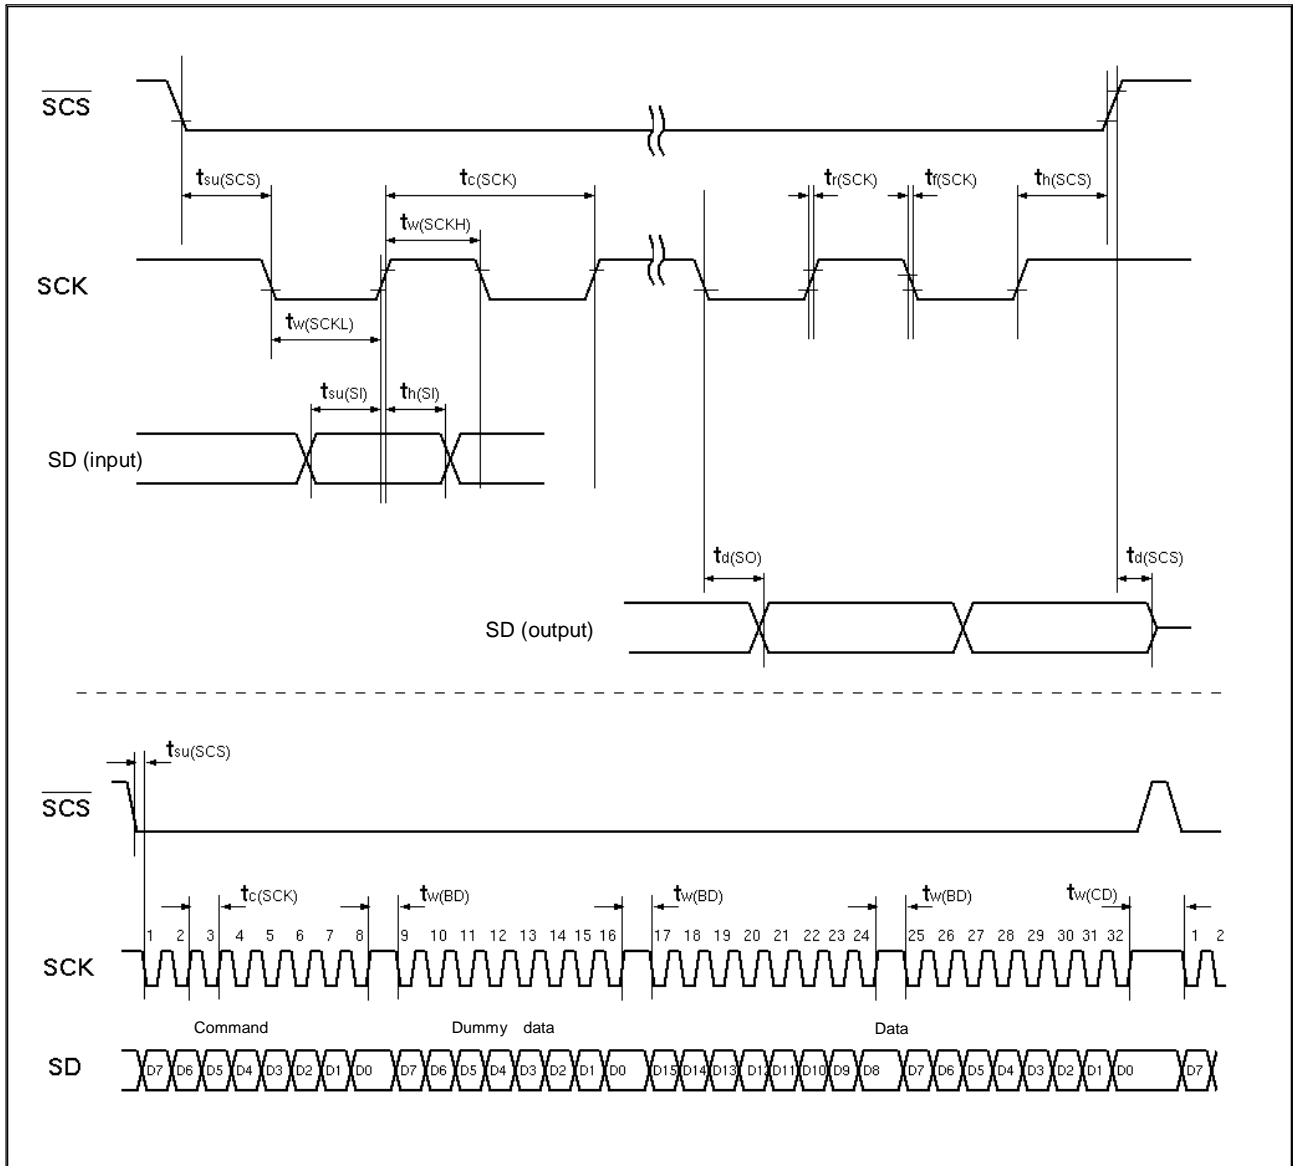 SCS
tsu(SCS)
tc(SCK)
tr(SCK)
tf(SCK)
th(SCS)
tw(SCKH)
SCK
tw(SCKL)
tsu(SI)
th(SI)
SD (input)
td(SO)
td(SCS)
SD (output)
tsu(SCS)
SCS
tc(SCK)
tw(BD)
tw(BD)
tw(BD)
tw(CD)
1 2 3 4 5 6 7 8 9 10 11 12 13 14 15 16 17 18 19 20 21 22 23 24 25 26 27 28 29 30 31 32 1 2
SCK
Command
Dummy data
Data
SD
D7 D6 D5 D4 D3 D2 D1 D0 D7 D6 D5 D4 D3 D2 D1 D0 D15 D14 D13 D12 D11 D10 D9 D8 D7 D6 D5 D4 D3 D2 D1 D0 D7